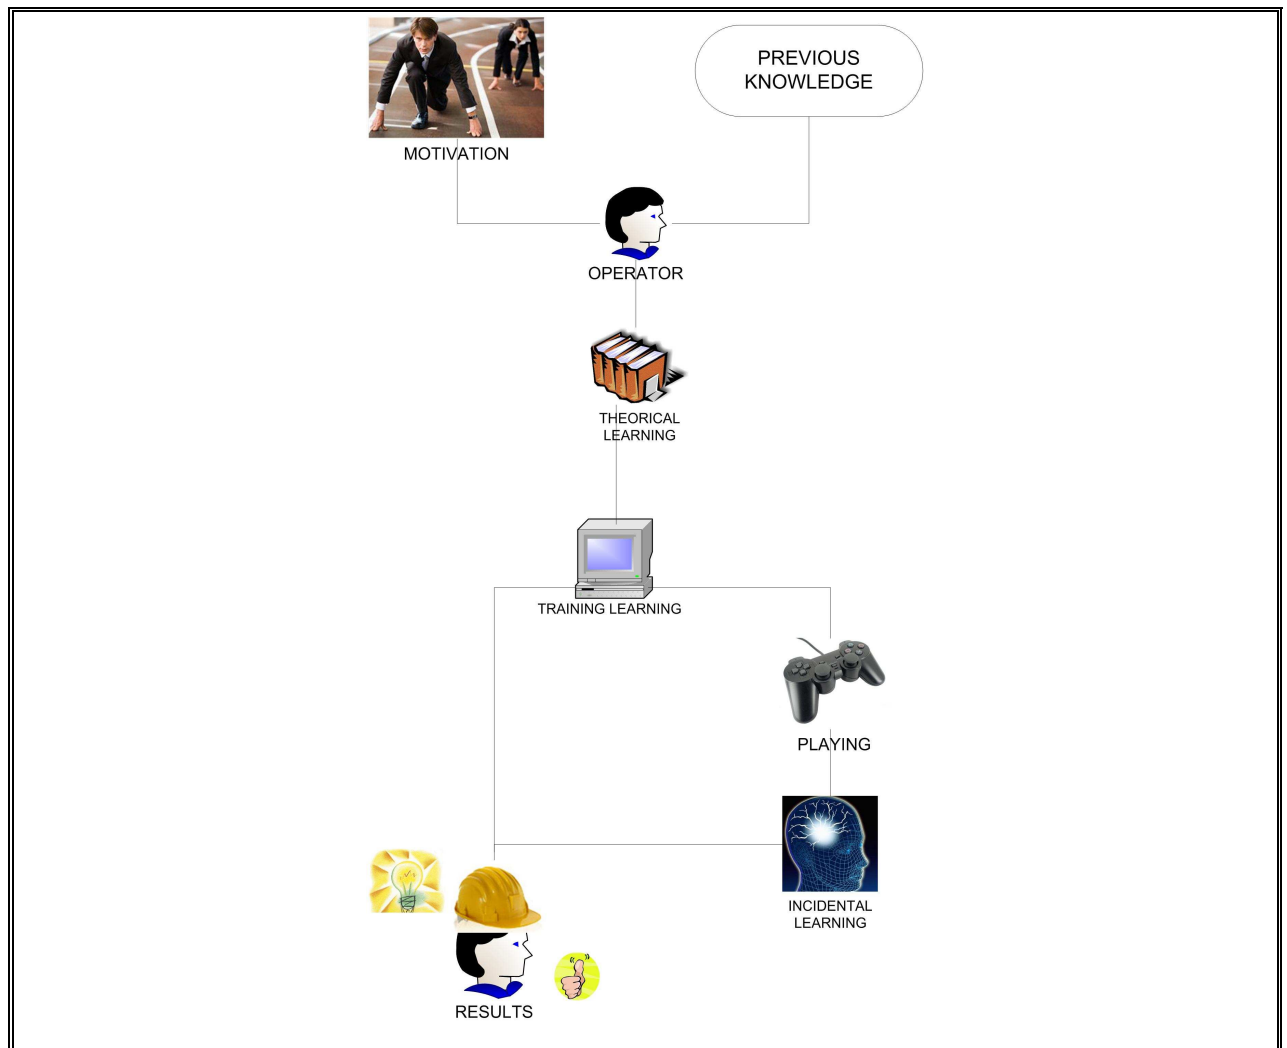 PREVIOUS
KNOWLEDGE
MOTIVATION
OPERATOR
THEORICAL
LEARNING
TRAINING LEARNING
PLAYING
INCIDENTAL
LEARNING
RESULTS